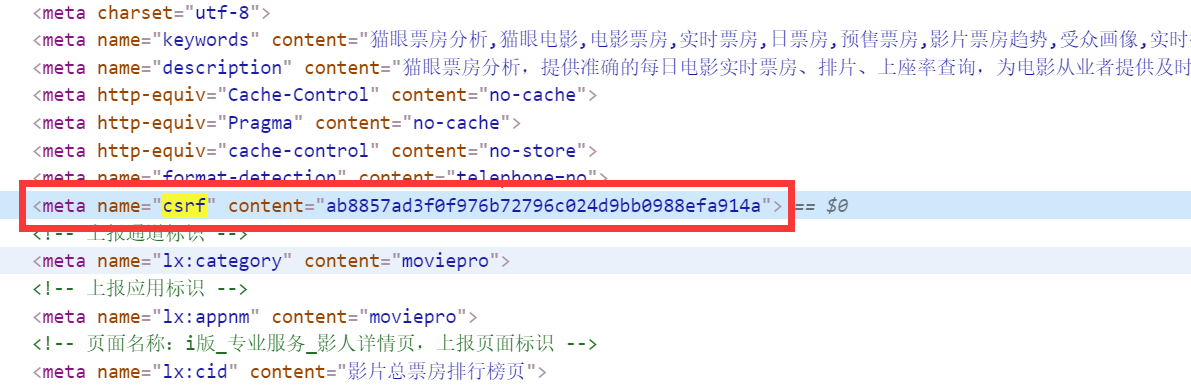 <meta charset="utf-8">
<meta name="keywords" content="猫眼票房分析,猫眼电影,电影票房,实时票房,日票房,预售票房,影片票房趋势,受众画像,实时
<meta name="description" content="猫眼票房分析，提供准确的每日电影实时票房、排片、上座率查询，为电影从业者提供及时
<meta http-equiv="Cache-Control" content="no-cache">
<meta http-equiv="Pragma" content="no-cache">
<meta http-equiv="cache-control" content="no-store">
<meta name="format-detection" content="telephone=no">
<meta name="csrf" content="ab8857ad3f0f976b72796c024d9bb0988efa914a"> == $0
<!-- 上报通道标识 -->
<meta name="lx:category" content="moviepro">
<!-- 上报应用标识 -->
<meta name="lx:appnm" content="moviepro">
<!-- 页面名称：i版_专业服务_影人详情页，上报页面标识 -->
<meta name="lx:cid" content="影片总票房排行榜页">